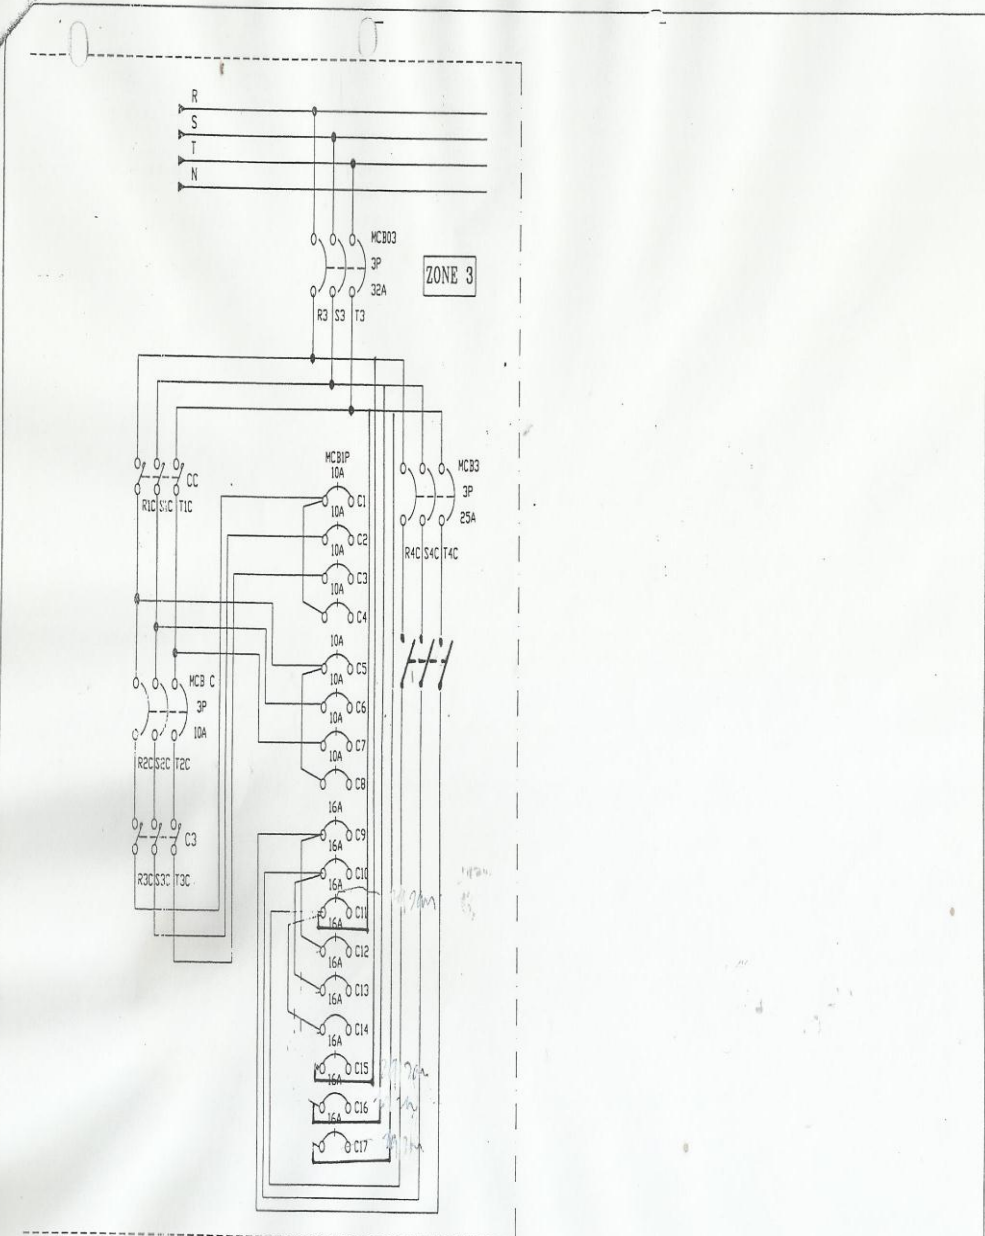 R
S
T
N
MCB03
3P
32A
ZONE 3
R3 S3 T3
MCB1P
10A
MCB3
3P
25A
CC
R1C S1C T1C
C1
10A
C2
10A
C3
10A
C4
R4C S4C T4C
10A
C5
10A
C6
10A
C7
10A
C8
MCB C
3P
10A
R2C S2C T2C
16A
C9
16A
C10
16A
C11
16A
C12
16A
C13
16A
C14
16A
C15
16A
C16
16A
C17
C3
R3C S3C T3C